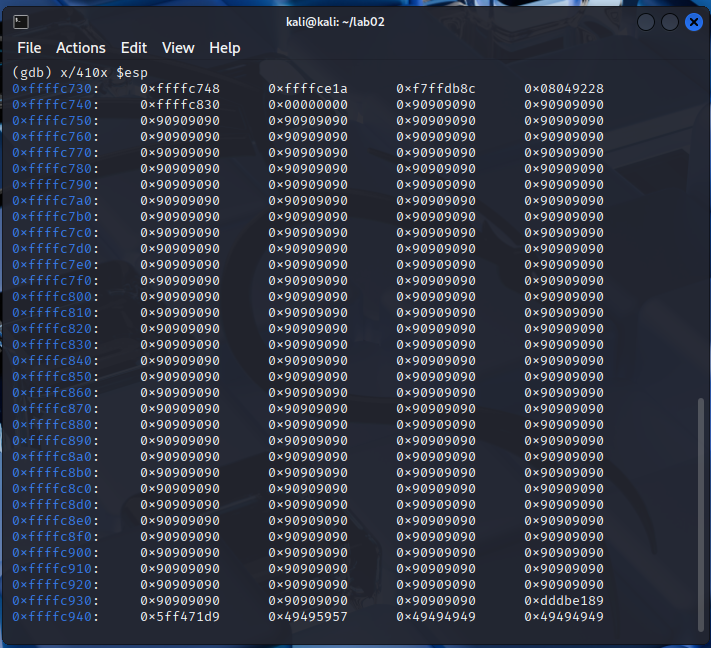 kali@kali: ~/lab02
File Actions Edit View Help
(gdb) x/410x $esp
0xffffc730: 0xffffc748 0xffffce1a 0xf7ffdb8c 0x08049228
0xffffc740: 0xffffc830 0x00000000 0x90909090 0x90909090
0xffffc750: 0x90909090 0x90909090 0x90909090 0x90909090
0xffffc760: 0x90909090 0x90909090 0x90909090 0x90909090
0xffffc770: 0x90909090 0x90909090 0x90909090 0x90909090
0xffffc780: 0x90909090 0x90909090 0x90909090 0x90909090
0xffffc790: 0x90909090 0x90909090 0x90909090 0x90909090
0xffffc7a0: 0x90909090 0x90909090 0x90909090 0x90909090
0xffffc7b0: 0x90909090 0x90909090 0x90909090 0x90909090
0xffffc7c0: 0x90909090 0x90909090 0x90909090 0x90909090
0xffffc7d0: 0x90909090 0x90909090 0x90909090 0x90909090
0xffffc7e0: 0x90909090 0x90909090 0x90909090 0x90909090
0xffffc7f0: 0x90909090 0x90909090 0x90909090 0x90909090
0xffffc800: 0x90909090 0x90909090 0x90909090 0x90909090
0xffffc810: 0x90909090 0x90909090 0x90909090 0x90909090
0xffffc820: 0x90909090 0x90909090 0x90909090 0x90909090
0xffffc830: 0x90909090 0x90909090 0x90909090 0x90909090
0xffffc840: 0x90909090 0x90909090 0x90909090 0x90909090
0xffffc850: 0x90909090 0x90909090 0x90909090 0x90909090
0xffffc860: 0x90909090 0x90909090 0x90909090 0x90909090
0xffffc870: 0x90909090 0x90909090 0x90909090 0x90909090
0xffffc880: 0x90909090 0x90909090 0x90909090 0x90909090
0xffffc890: 0x90909090 0x90909090 0x90909090 0x90909090
0xffffc8a0: 0x90909090 0x90909090 0x90909090 0x90909090
0xffffc8b0: 0x90909090 0x90909090 0x90909090 0x90909090
0xffffc8c0: 0x90909090 0x90909090 0x90909090 0x90909090
0xffffc8d0: 0x90909090 0x90909090 0x90909090 0x90909090
0xffffc8e0: 0x90909090 0x90909090 0x90909090 0x90909090
0xffffc8f0: 0x90909090 0x90909090 0x90909090 0x90909090
0xffffc900: 0x90909090 0x90909090 0x90909090 0x90909090
0xffffc910: 0x90909090 0x90909090 0x90909090 0x90909090
0xffffc920: 0x90909090 0x90909090 0x90909090 0x90909090
0xffffc930: 0x90909090 0x90909090 0x90909090 0xdddbe189
0xffffc940: 0x5ff471d9 0x49495957 0x49494949 0x49494949